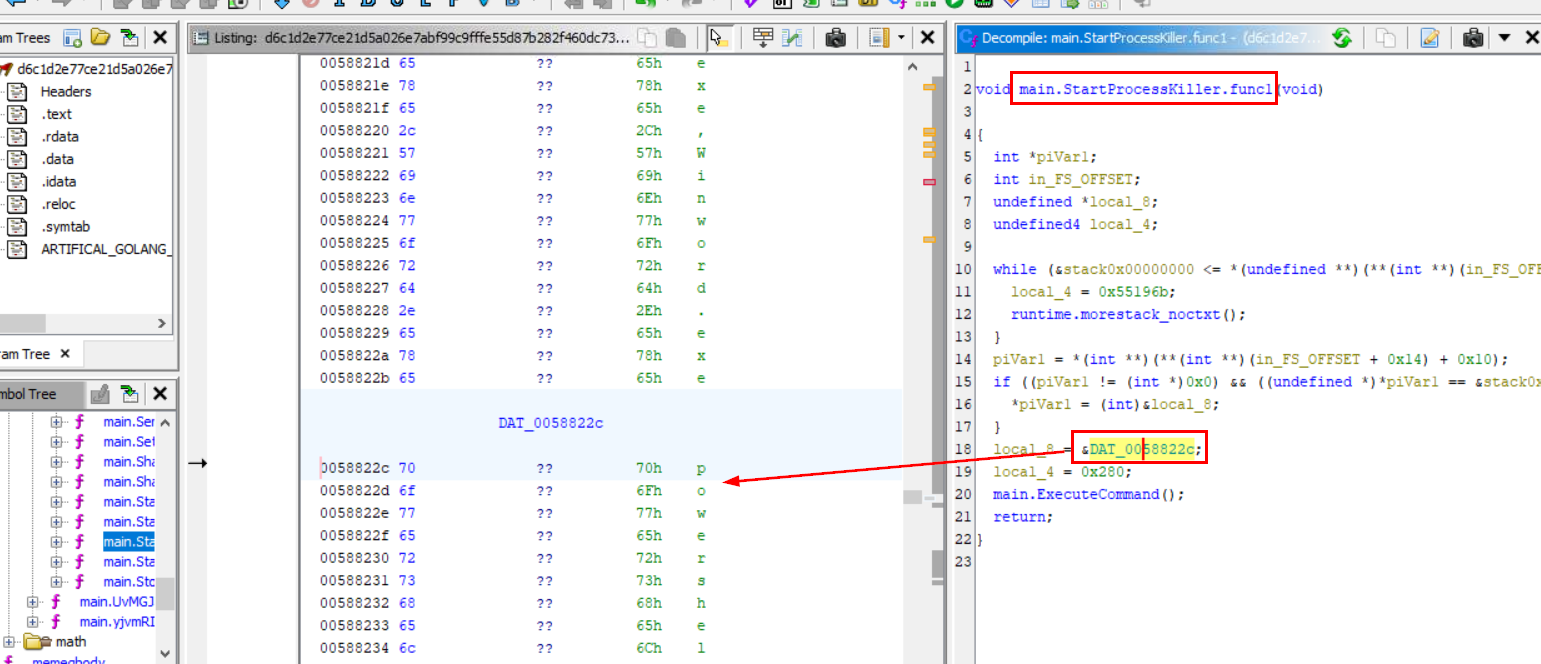 am Trees
Listing: d6c1d2e77ce21d5a026e7abf99c9fffe55d87b282f460dc73...
Decompile: main.StartProcessKiller.func1 - (d6c1d2e7...
d6c1d2e77ce21d5a026e7
Headers
.text
.rdata
.data
.idata
.reloc
.symtab
ARTIFICAL_GOLANG_
am Tree
mbol Tree
main.Ser
main.Set
main.Sha
main.Sha
main.Sta
main.Sta
main.Sta
main.Sta
main.Stc
main.UvMGJ
main.yjvmRI
math
memeqbody
0058821d 65 ?? 65h e
0058821e 78 ?? 78h x
0058821f 65 ?? 65h e
00588220 2c ?? 2Ch ,
00588221 57 ?? 57h W
00588222 69 ?? 69h i
00588223 6e ?? 6Eh n
00588224 77 ?? 77h w
00588225 6f ?? 6Fh o
00588226 72 ?? 72h r
00588227 64 ?? 64h d
00588228 2e ?? 2Eh .
00588229 65 ?? 65h e
0058822a 78 ?? 78h x
0058822b 65 ?? 65h e
DAT_0058822c
0058822c 70 ?? 70h p
0058822d 6f ?? 6Fh o
0058822e 77 ?? 77h w
0058822f 65 ?? 65h e
00588230 72 ?? 72h r
00588231 73 ?? 73h s
00588232 68 ?? 68h h
00588233 65 ?? 65h e
00588234 6c ?? 6Ch l
1
2 void main.StartProcessKiller.func1(void)
3
4 {
5 int *piVar1;
6 int in_FS_OFFSET;
7 undefined *local_8;
8 undefined4 local_4;
9
10 while (&stack0x00000000 <= *(undefined **)(**(int **)(in_FS_OFF
11 local_4 = 0x55196b;
12 runtime.morestack_noctxt();
13 }
14 piVar1 = *(int **)(**(int **)(in_FS_OFFSET + 0x14) + 0x10);
15 if ((piVar1 != (int *)0x0) && ((undefined *)*piVar1 == &stack0x
16 *piVar1 = (int)&local_8;
17 }
18 local_8 = &DAT_0058822c;
19 local_4 = 0x280;
20 main.ExecuteCommand();
21 return;
22 }
23